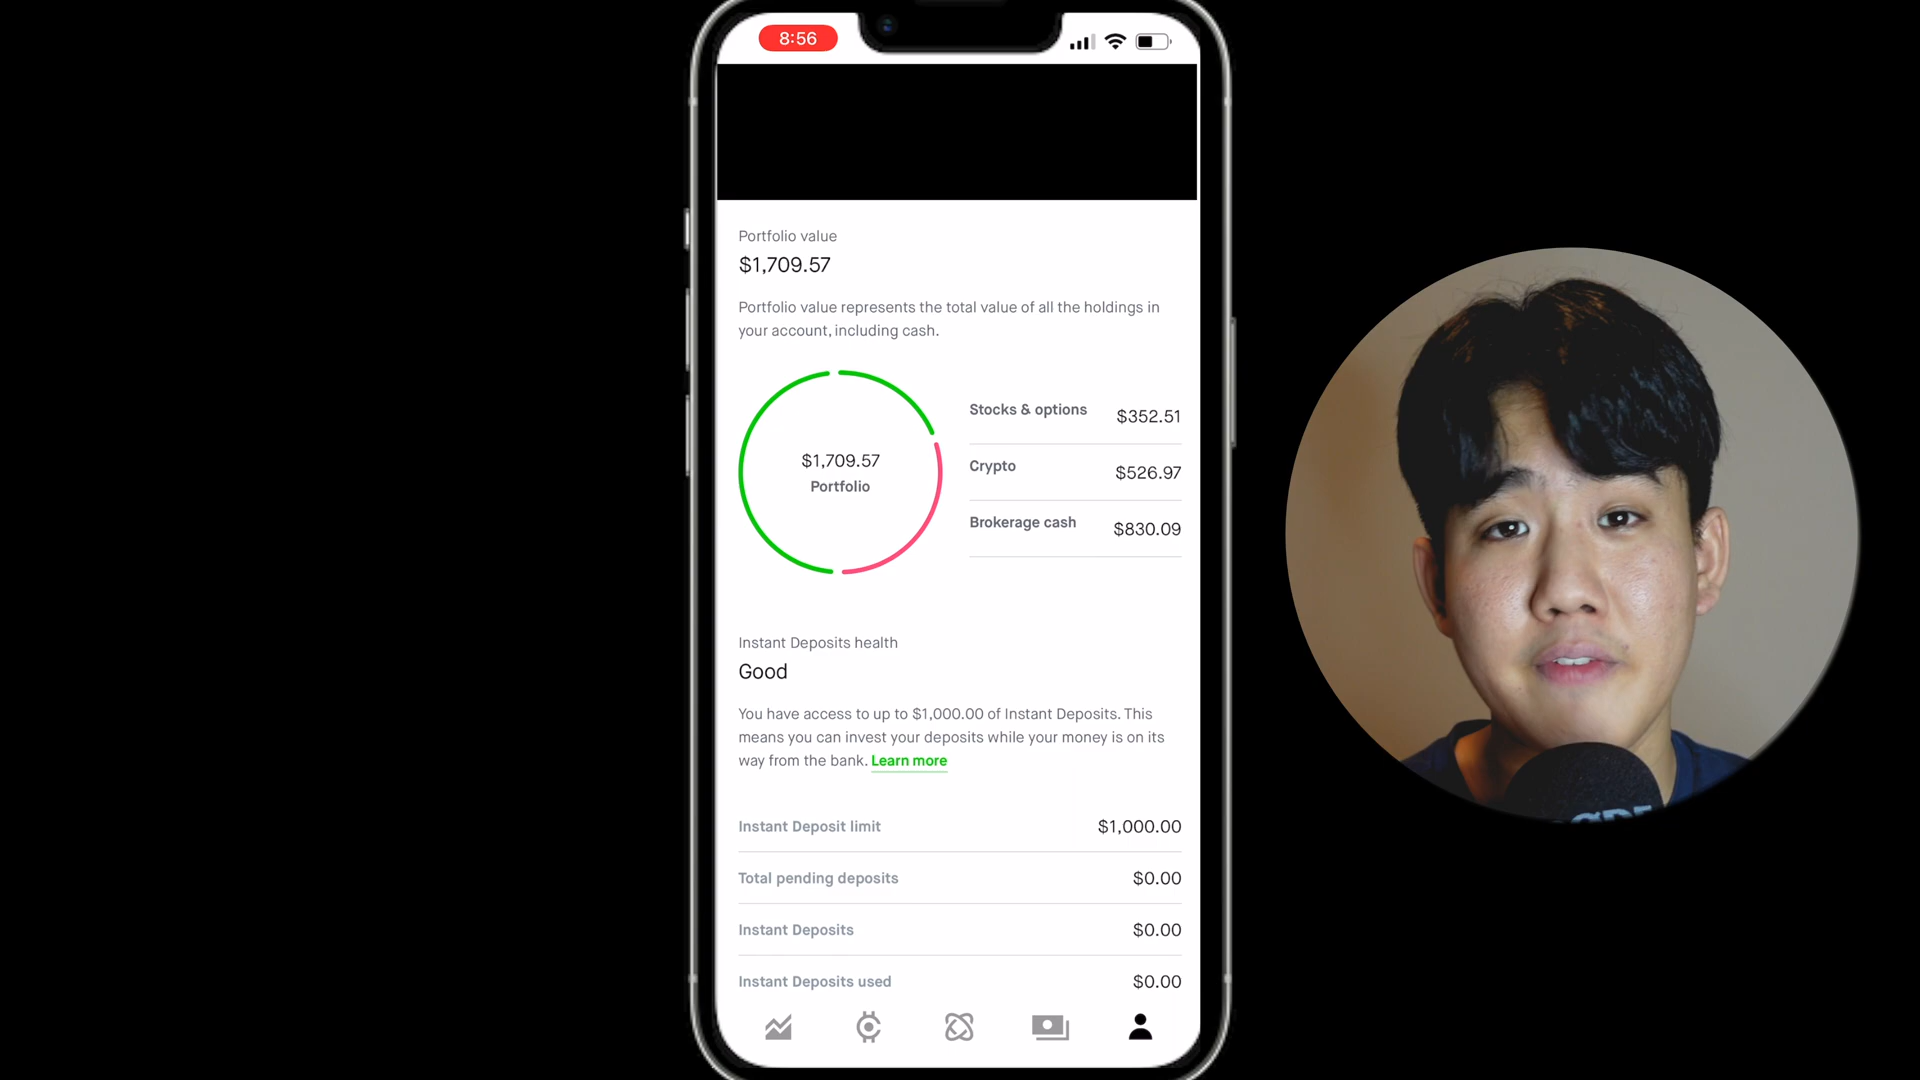 8:56
Portfolio value
$1,709.57
Portfolio value represents the total value of all the holdings in
your account, including cash.
$1,709.57
Portfolio
Stocks & options $352.51
Crypto $526.97
Brokerage cash $830.09
Instant Deposits health
Good
You have access to up to $1,000.00 of Instant Deposits. This
means you can invest your deposits while your money is on its
way from the bank. Learn more
Instant Deposit limit $1,000.00
Total pending deposits $0.00
Instant Deposits $0.00
Instant Deposits used $0.00